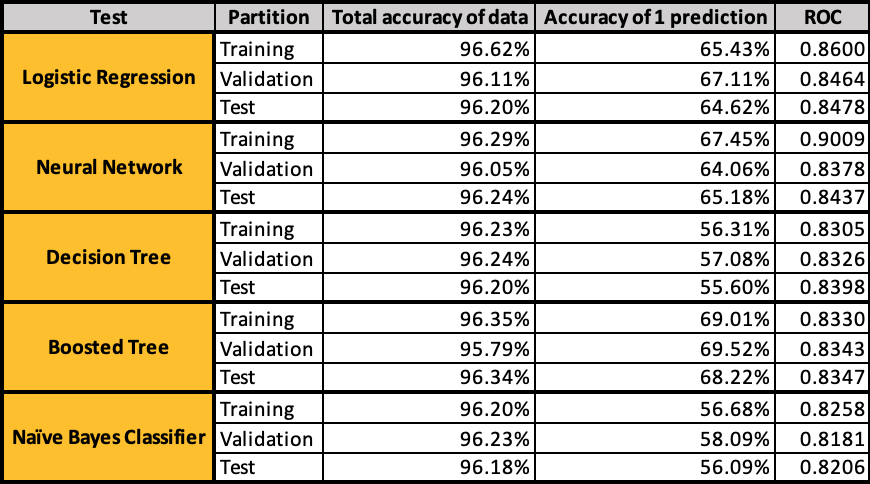 Test Partition Total accuracy of data Accuracy of 1 prediction ROC
Logistic Regression Training 96.62% 65.43% 0.8600
Validation 96.11% 67.11% 0.8464
Test 96.20% 64.62% 0.8478
Neural Network Training 96.29% 67.45% 0.9009
Validation 96.05% 64.06% 0.8378
Test 96.24% 65.18% 0.8437
Decision Tree Training 96.23% 56.31% 0.8305
Validation 96.24% 57.08% 0.8326
Test 96.20% 55.60% 0.8398
Boosted Tree Training 96.35% 69.01% 0.8330
Validation 95.79% 69.52% 0.8343
Test 96.34% 68.22% 0.8347
Naïve Bayes Classifier Training 96.20% 56.68% 0.8258
Validation 96.23% 58.09% 0.8181
Test 96.18% 56.09% 0.8206